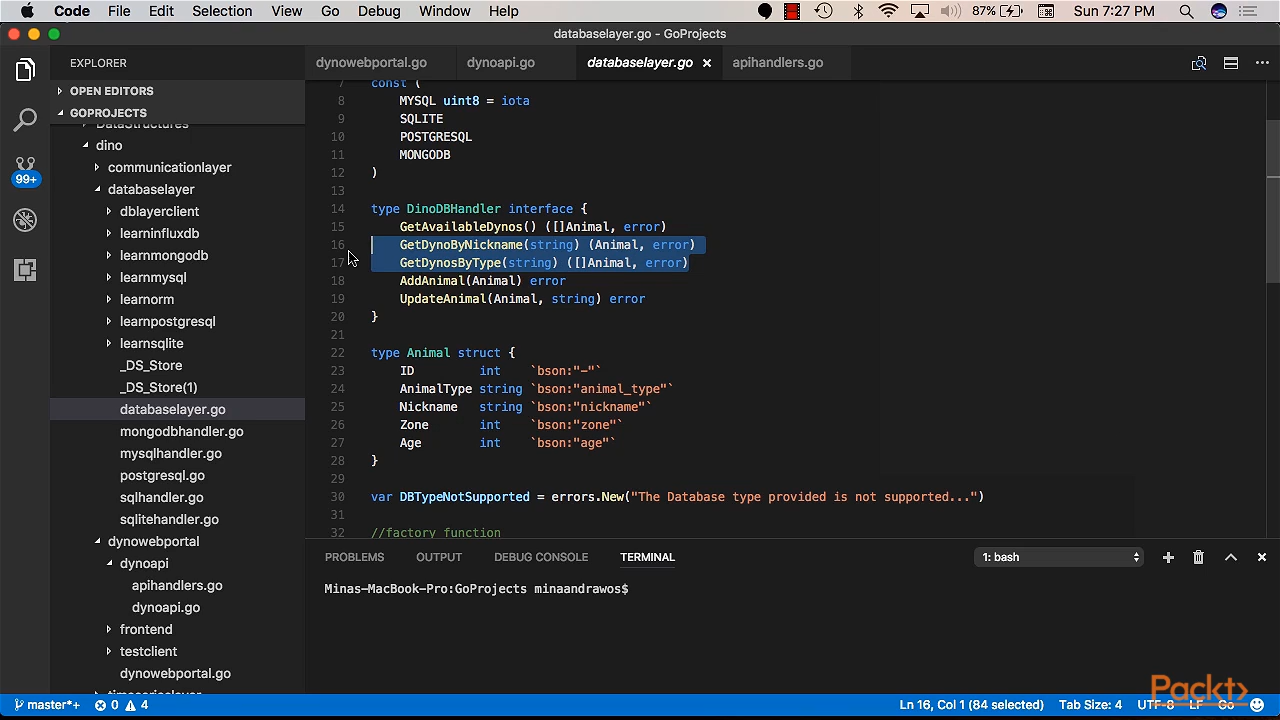 Code File Edit Selection View Go Debug Window Help 87% Sun 7:27 PM
databaselayer.go - GoProjects
EXPLORER
OPEN EDITORS
GOPROJECTS
DataStructures
dino
communicationlayer
databaselayer
dblayerclient
learninfluxdb
learnmongodb
learnmysql
learnorm
learnpostgresql
learnsqlite
_DS_Store
_DS_Store(1)
databaselayer.go
mongodbhandler.go
mysqlhandler.go
postgresql.go
sqlhandler.go
sqlitehandler.go
dynowebportal
dynoapi
apihandlers.go
dynoapi.go
frontend
testclient
dynowebportal.go
99+
dynowebportal.go dynoapi.go databaselayer.go apihandlers.go
7 const (
8 MYSQL uint8 = iota
9 SQLITE
10 POSTGRESQL
11 MONGODB
12 )
13
14 type DinoDBHandler interface {
15 GetAvailableDynos() ([]Animal, error)
16 GetDynoByNickname(string) (Animal, error)
17 GetDynosByType(string) ([]Animal, error)
18 AddAnimal(Animal) error
19 UpdateAnimal(Animal, string) error
20 }
21
22 type Animal struct {
23 ID int `bson:"-"`
24 AnimalType string `bson:"animal_type"`
25 Nickname string `bson:"nickname"`
26 Zone int `bson:"zone"`
27 Age int `bson:"age"`
28 }
29
30 var DBTypeNotSupported = errors.New("The Database type provided is not supported...")
31
32 //factory function
PROBLEMS OUTPUT DEBUG CONSOLE TERMINAL 1: bash
Minas-MacBook-Pro:GoProjects minaandrawos$
Packt
master*+ 0 4 Ln 16, Col 1 (84 selected) Tab Size: 4 UTF-8 LF Go